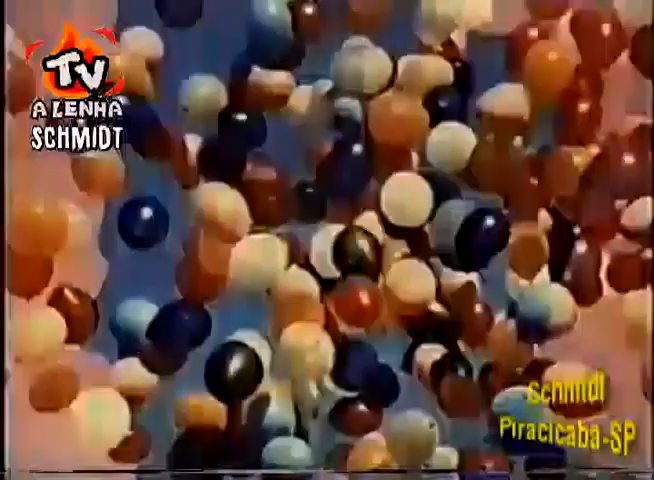 TV
A LENHA
SCHMIDT
Schmidt
Piracicaba-SP